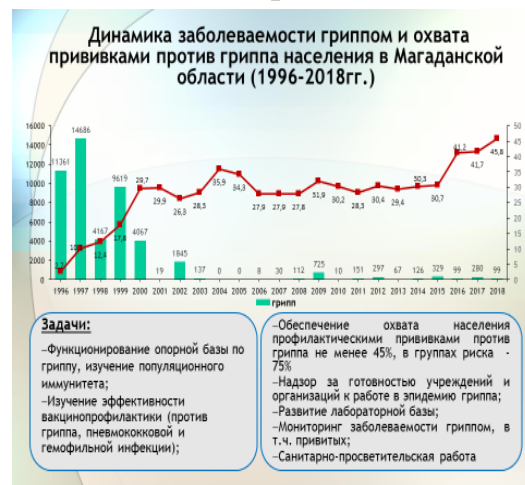 Динамика заболеваемости гриппом и охвата
прививками против гриппа населения в Магаданской
области (1996-2018гг.)
16000
14000
12000
10000
8000
6000
4000
2000
0
11361
14686
4167
9619
4067
19
1845
137
0
0
8
30
112
725
10
151
297
67
126
329
99
280
99
12,4
17,8
29,7
29,9
26,3
28,5
35,9
34,3
27,9
27,9
27,8
31,9
30,2
28,5
30,4
29,4
30,3
30,7
41,2
41,7
45,8
50
45
40
35
30
25
20
15
10
5
0
1996 1997 1998 1999 2000 2001 2002 2003 2004 2005 2006 2007 2008 2009 2010 2011 2012 2013 2014 2015 2016 2017 2018
грипп
Задачи:
–Функционирование опорной базы по
гриппу, изучение популяционного
иммунитета;
–Изучение эффективности
вакцинопрофилактики (против
гриппа, пневмококковой и
гемофильной инфекции);
–Обеспечение охвата населения
профилактическими прививками против
гриппа не менее 45%, в группах риска -
75%
–Надзор за готовностью учреждений и
организаций к работе в эпидемию гриппа;
–Развитие лабораторной базы;
–Мониторинг заболеваемости гриппом, в
т.ч. привитых;
–Санитарно-просветительская работа